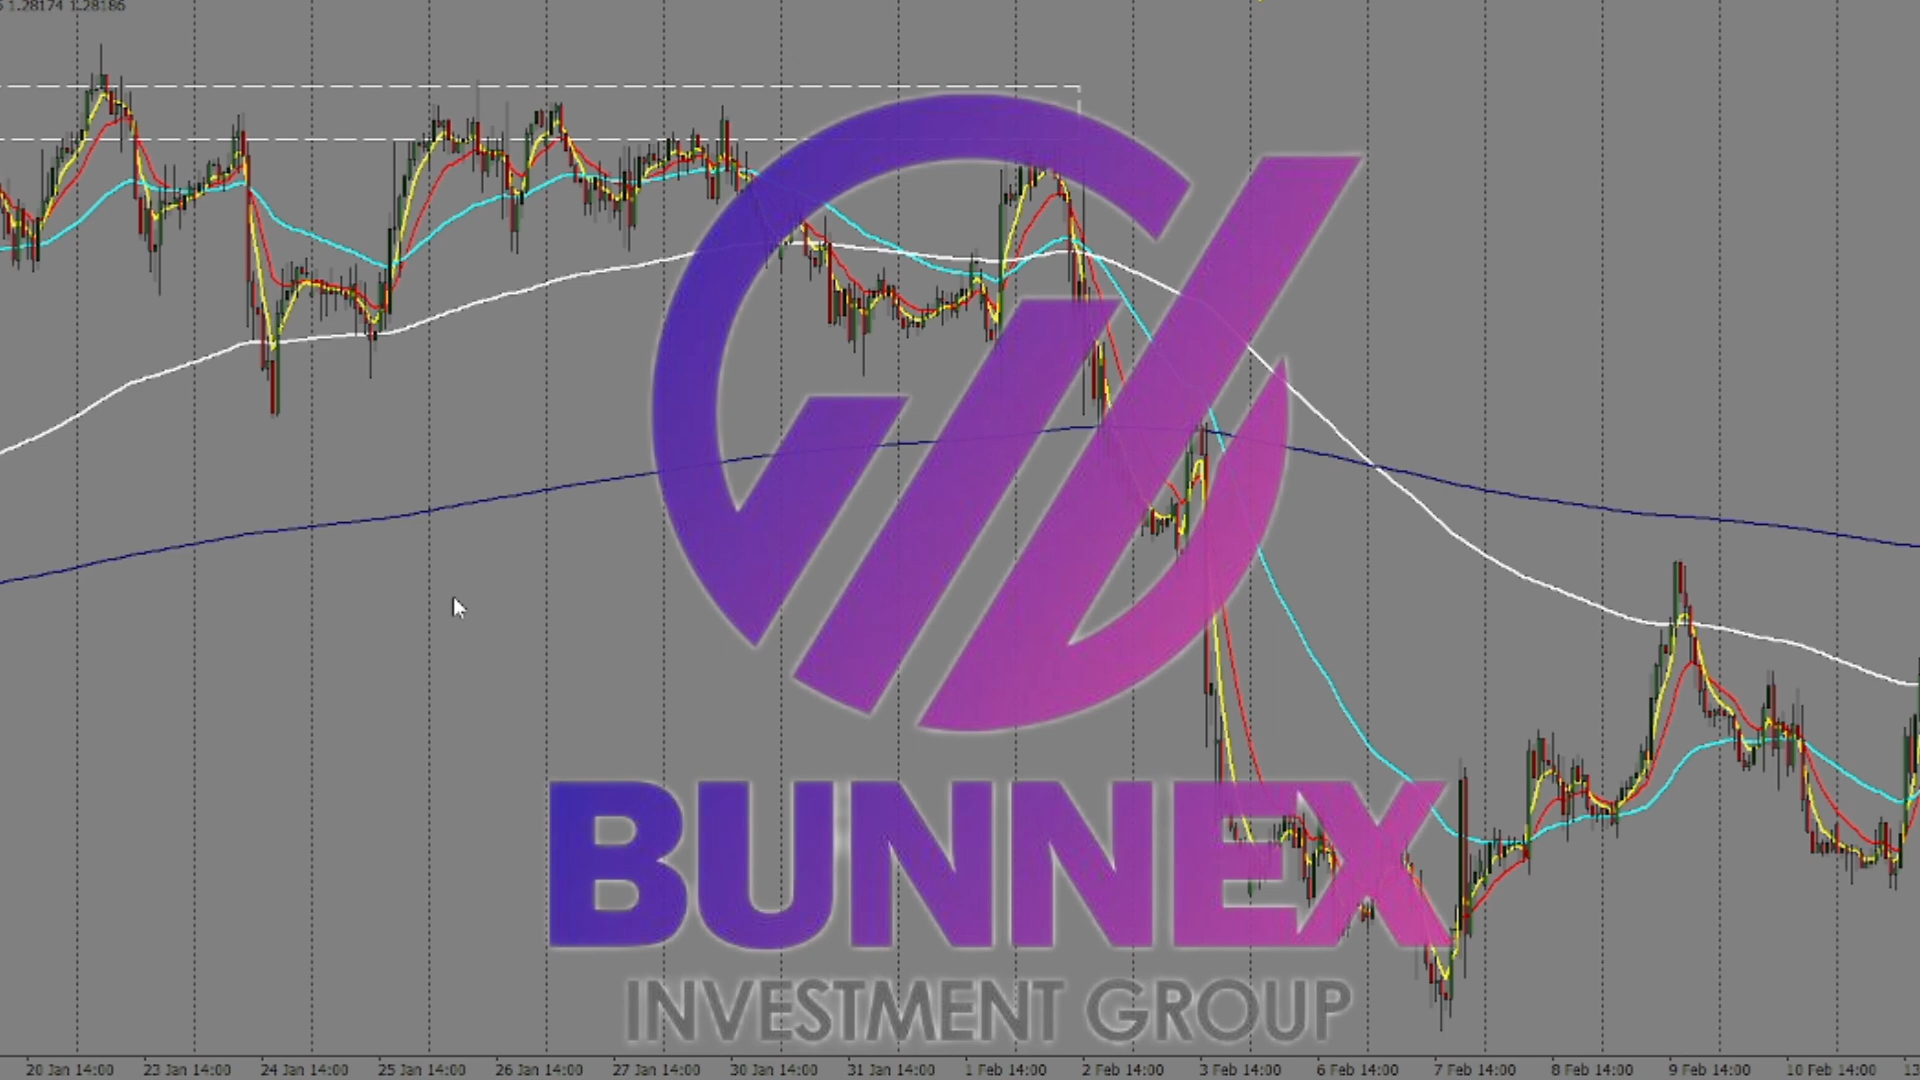 1.28174 1.28186
BUNNEX
INVESTMENT GROUP
20 Jan 14:00 23 Jan 14:00 24 Jan 14:00 25 Jan 14:00 26 Jan 14:00 27 Jan 14:00 30 Jan 14:00 31 Jan 14:00 1 Feb 14:00 2 Feb 14:00 3 Feb 14:00 6 Feb 14:00 7 Feb 14:00 8 Feb 14:00 9 Feb 14:00 10 Feb 14:00 13